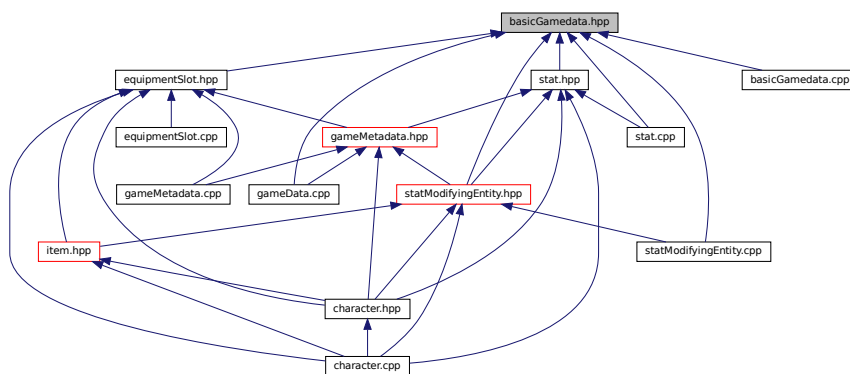 basicGamedata.hpp
equipmentSlot.hpp
stat.hpp
basicGamedata.cpp
equipmentSlot.cpp
gameMetadata.hpp
stat.cpp
gameMetadata.cpp
gameData.cpp
statModifyingEntity.hpp
item.hpp
statModifyingEntity.cpp
character.hpp
character.cpp